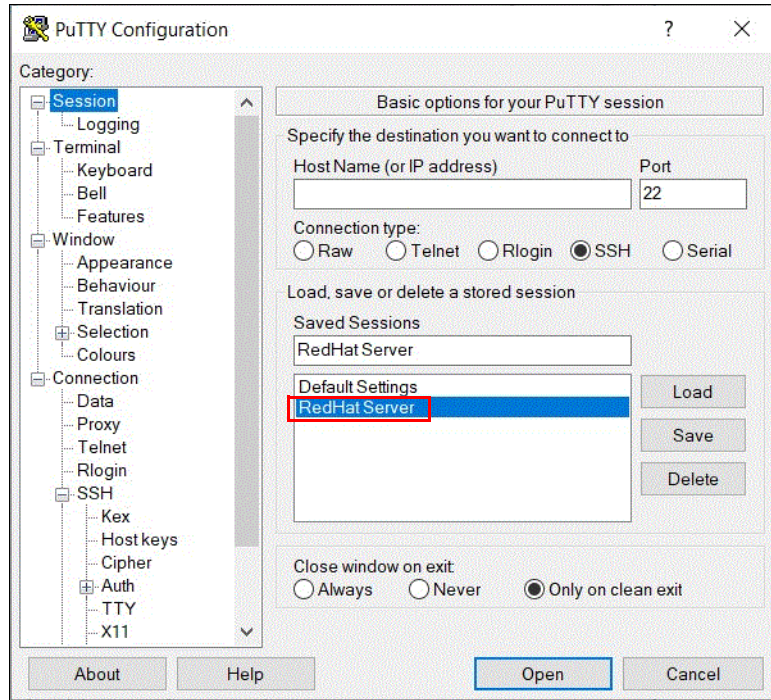 PuTTY Configuration
?
Category:
Session
Logging
Terminal
Keyboard
Bell
Features
Window
Appearance
Behaviour
Translation
Selection
Colours
Connection
Data
Proxy
Telnet
Rlogin
SSH
Kex
Host keys
Cipher
Auth
TTY
X11
Basic options for your PuTTY session
Specify the destination you want to connect to
Host Name (or IP address) Port
22
Connection type:
Raw Telnet Rlogin SSH Serial
Load, save or delete a stored session
Saved Sessions
RedHat Server
Default Settings
RedHat Server
Load
Save
Delete
Close window on exit:
Always Never Only on clean exit
About Help Open Cancel